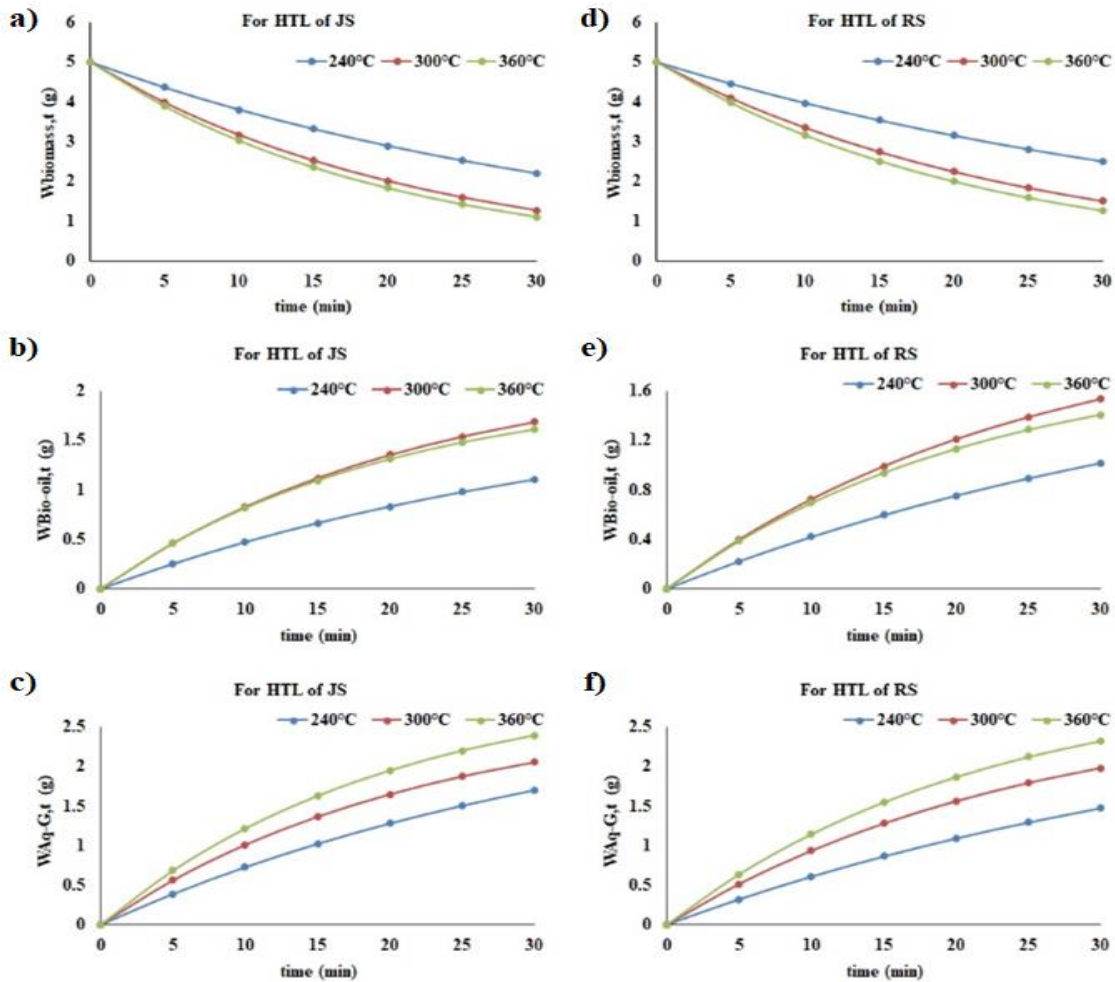 a)
For HTL of JS
240°C 300°C 360°C
Wbiomass,t (g)
6
5
4
3
2
1
0
0 5 10 15 20 25 30
time (min)
d)
For HTL of RS
240°C 300°C 360°C
Wbiomass,t (g)
6
5
4
3
2
1
0
0 5 10 15 20 25 30
time (min)
b)
For HTL of JS
240°C 300°C 360°C
WBio-oil,t (g)
2
1.5
1
0.5
0
0 5 10 15 20 25 30
time (min)
e)
For HTL of RS
240°C 300°C 360°C
WBio-oil,t (g)
1.6
1.2
0.8
0.4
0
0 5 10 15 20 25 30
time (min)
c)
For HTL of JS
240°C 300°C 360°C
WAq-G,t (g)
2.5
2
1.5
1
0.5
0
0 5 10 15 20 25 30
time (min)
f)
For HTL of RS
240°C 300°C 360°C
WAq-G,t (g)
2.5
2
1.5
1
0.5
0
0 5 10 15 20 25 30
time (min)